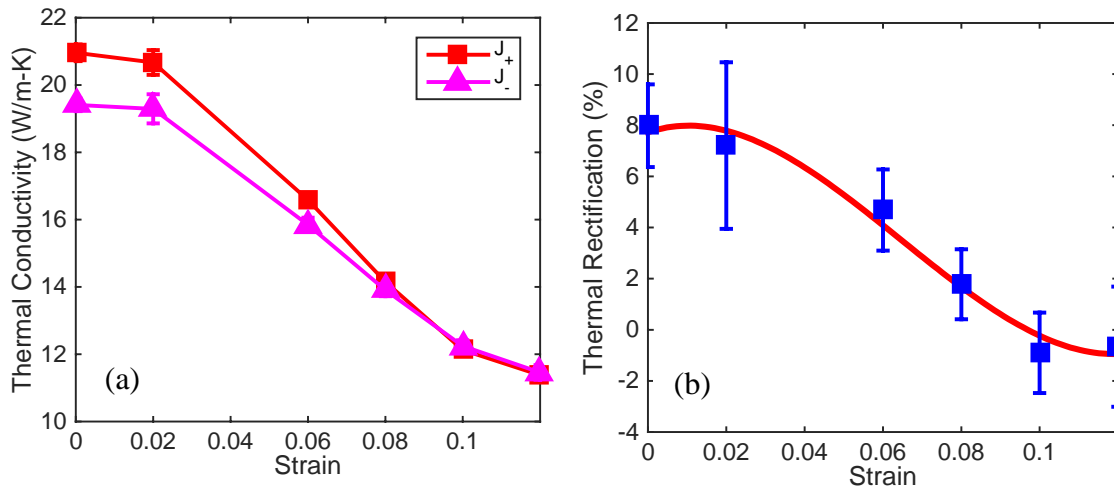 22
20
18
16
14
12
10
Thermal Conductivity (W/m-K)
J+
J-
(a)
0 0.02 0.04 0.06 0.08 0.1
Strain
12
10
8
6
4
2
0
-2
-4
Thermal Rectification (%)
(b)
0 0.02 0.04 0.06 0.08 0.1 0.12
Strain